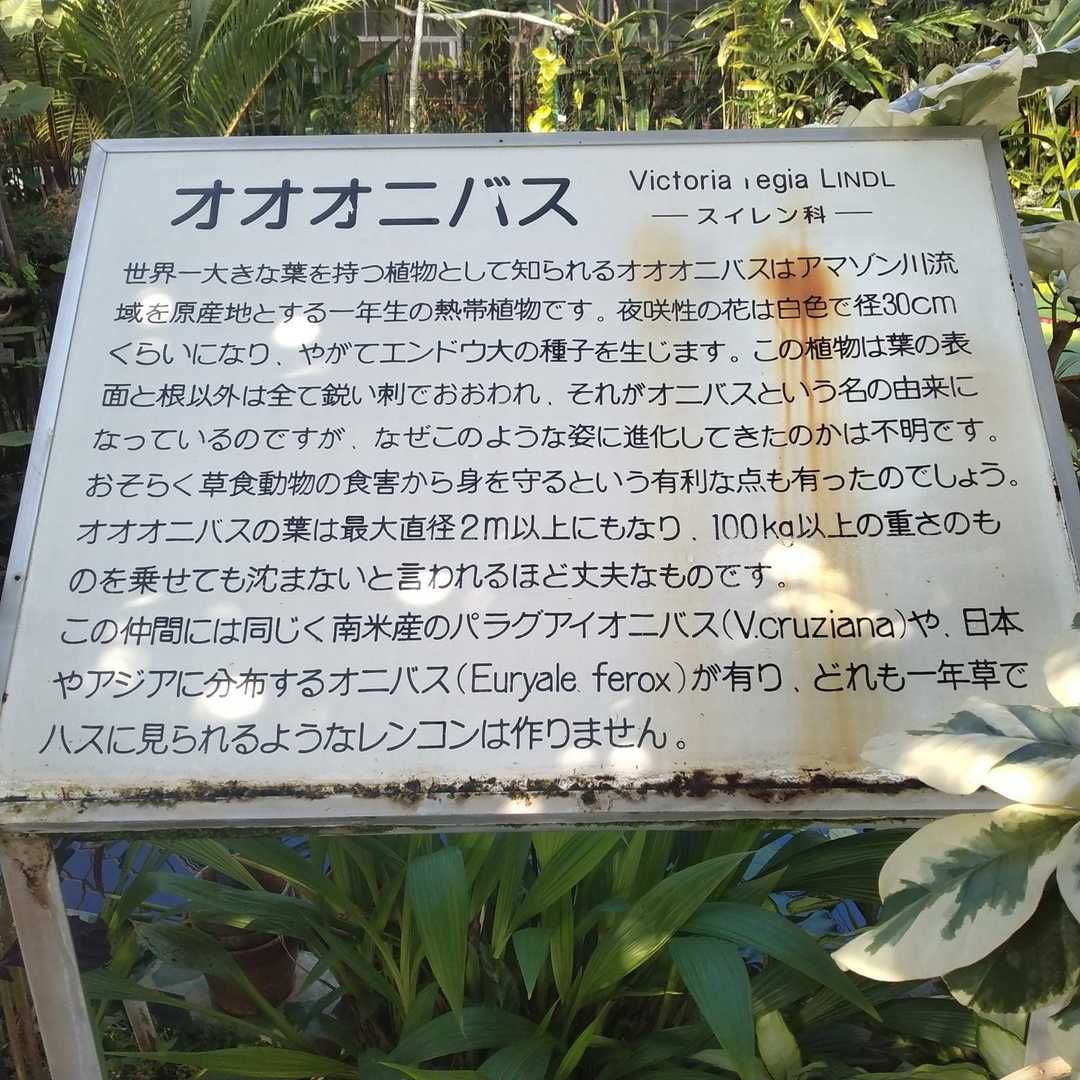 オオオニバス Victoria regia LINDL
— スイレン科 —
世界一大きな葉を持つ植物として知られるオオオニバスはアマゾン川流
域を原産地とする一年生の熱帯植物です。夜咲性の花は白色で径30cm
くらいになり、やがてエンドウ大の種子を生じます。この植物は葉の表
面と根以外は全て鋭い刺でおおわれ、それがオニバスという名の由来に
なっているのですが、なぜこのような姿に進化してきたのかは不明です。
おそらく草食動物の食害から身を守るという有利な点も有ったのでしょう。
オオオニバスの葉は最大直径2m以上にもなり、100kg以上の重さのも
のを乗せても沈まないと言われるほど丈夫なものです。
この仲間には同じく南米産のパラグアイオニバス(V.cruziana)や、日本
やアジアに分布するオニバス(Euryale ferox)が有り、どれも一年草で
ハスに見られるようなレンコンは作りません。